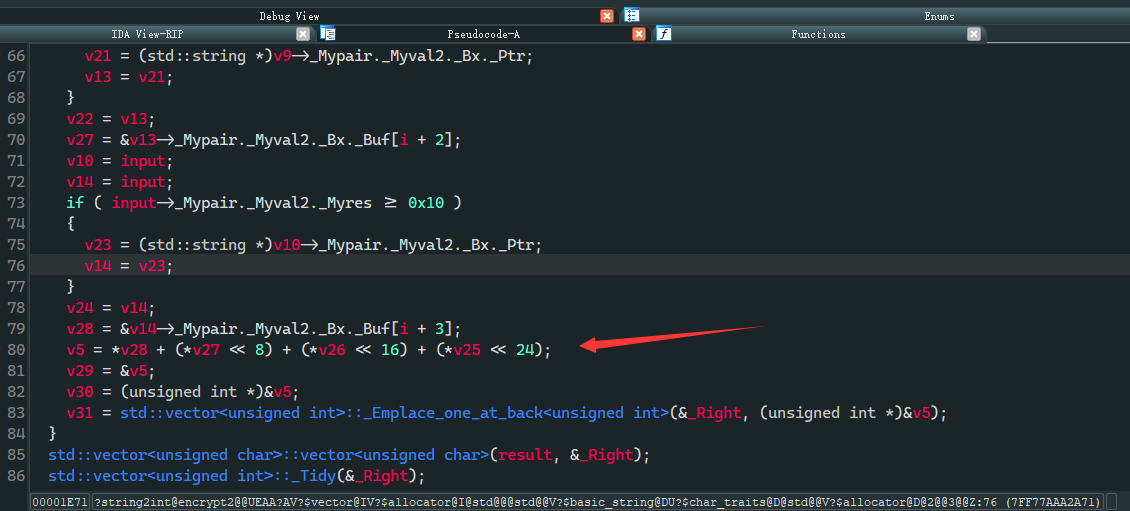 Debug View Enums
IDA View-RIP Pseudocode-A Functions
66 v21 = (std::string *)v9->_Mypair._Myval2._Bx._Ptr;
67 v13 = v21;
68 }
69 v22 = v13;
70 v27 = &v13->_Mypair._Myval2._Bx._Buf[i + 2];
71 v10 = input;
72 v14 = input;
73 if ( input->_Mypair._Myval2._Myres ≥ 0x10 )
74 {
75 v23 = (std::string *)v10->_Mypair._Myval2._Bx._Ptr;
76 v14 = v23;
77 }
78 v24 = v14;
79 v28 = &v14->_Mypair._Myval2._Bx._Buf[i + 3];
80 v5 = *v28 + (*v27 << 8) + (*v26 << 16) + (*v25 << 24);
81 v29 = &v5;
82 v30 = (unsigned int *)&v5;
83 v31 = std::vector<unsigned int>::_Emplace_one_at_back<unsigned int>(&_Right, (unsigned int *)&v5);
84 }
85 std::vector<unsigned char>::vector<unsigned char>(result, &_Right);
86 std::vector<unsigned int>::_Tidy(&_Right);
00001E71 ?string2int@encrypt2@@UEAA?AV?$vector@IV?$allocator@I@std@@@std@@V?$basic_string@DU?$char_traits@D@std@@V?$allocator@D@2@@3@@Z:76 (7FF77AAA2A71)